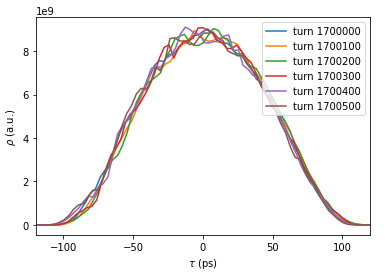 1e9
turn 1700000
turn 1700100
turn 1700200
turn 1700300
turn 1700400
turn 1700500
8
6
4
2
0
ρ (a.u.)
−100 −50 0 50 100
τ (ps)